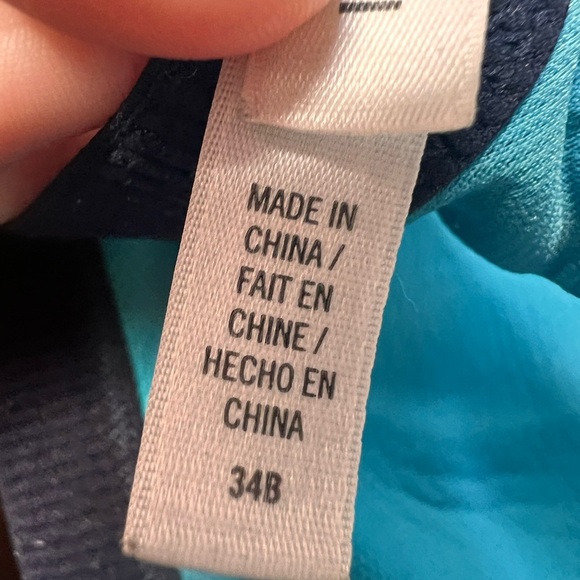 MADE IN
CHINA /
FAIT EN
CHINE /
HECHO EN
CHINA
34B